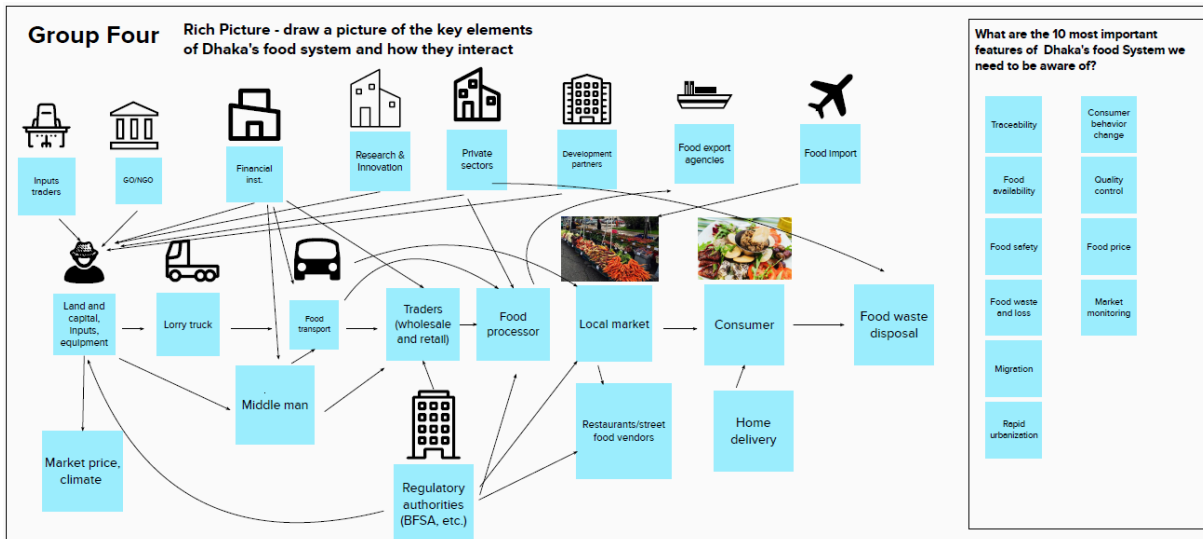 Group Four
Rich Picture - draw a picture of the key elements
of Dhaka's food system and how they interact
Inputs
traders
GO/NGO
Financial
inst.
Research &
Innovation
Private
sectors
Development
partners
Food export
agencies
Food import
Land and
capital,
inputs,
equipment
Lorry truck
Food
transport
Traders
(wholesale
and retail)
Food
processor
Local market
Consumer
Food waste
disposal
Middle man
Market price,
climate
Regulatory
authorities
(BFSA, etc.)
Restaurants/street
food vendors
Home
delivery
What are the 10 most important
features of Dhaka's food System we
need to be aware of?
Traceability
Consumer
behavior
change
Food
availability
Quality
control
Food safety
Food price
Food waste
and loss
Market
monitoring
Migration
Rapid
urbanization